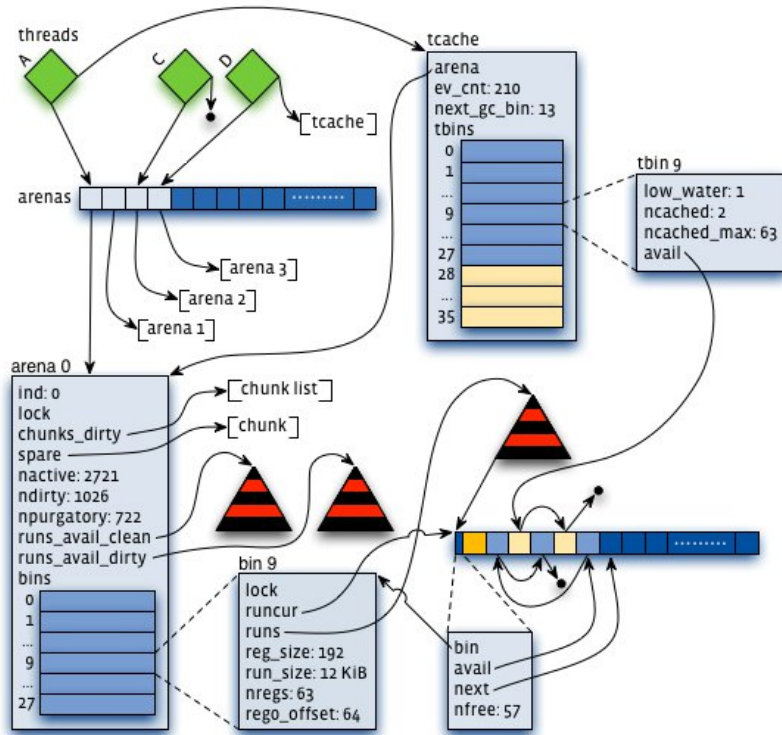 threads
A
C
D
[tcache]
arenas
[arena 3]
[arena 2]
[arena 1]
tcache
arena
ev_cnt: 210
next_gc_bin: 13
tbins
0
1
...
9
...
27
28
...
35
tbin 9
low_water: 1
ncached: 2
ncached_max: 63
avail
arena 0
ind: 0
lock
chunks_dirty
spare
nactive: 2721
ndirty: 1026
npurgatory: 722
runs_avail_clean
runs_avail_dirty
bins
0
1
...
9
...
27
[chunk list]
[chunk]
bin 9
lock
runcur
runs
reg_size: 192
run_size: 12 KiB
nregs: 63
reg0_offset: 64
bin
avail
next
nfree: 57